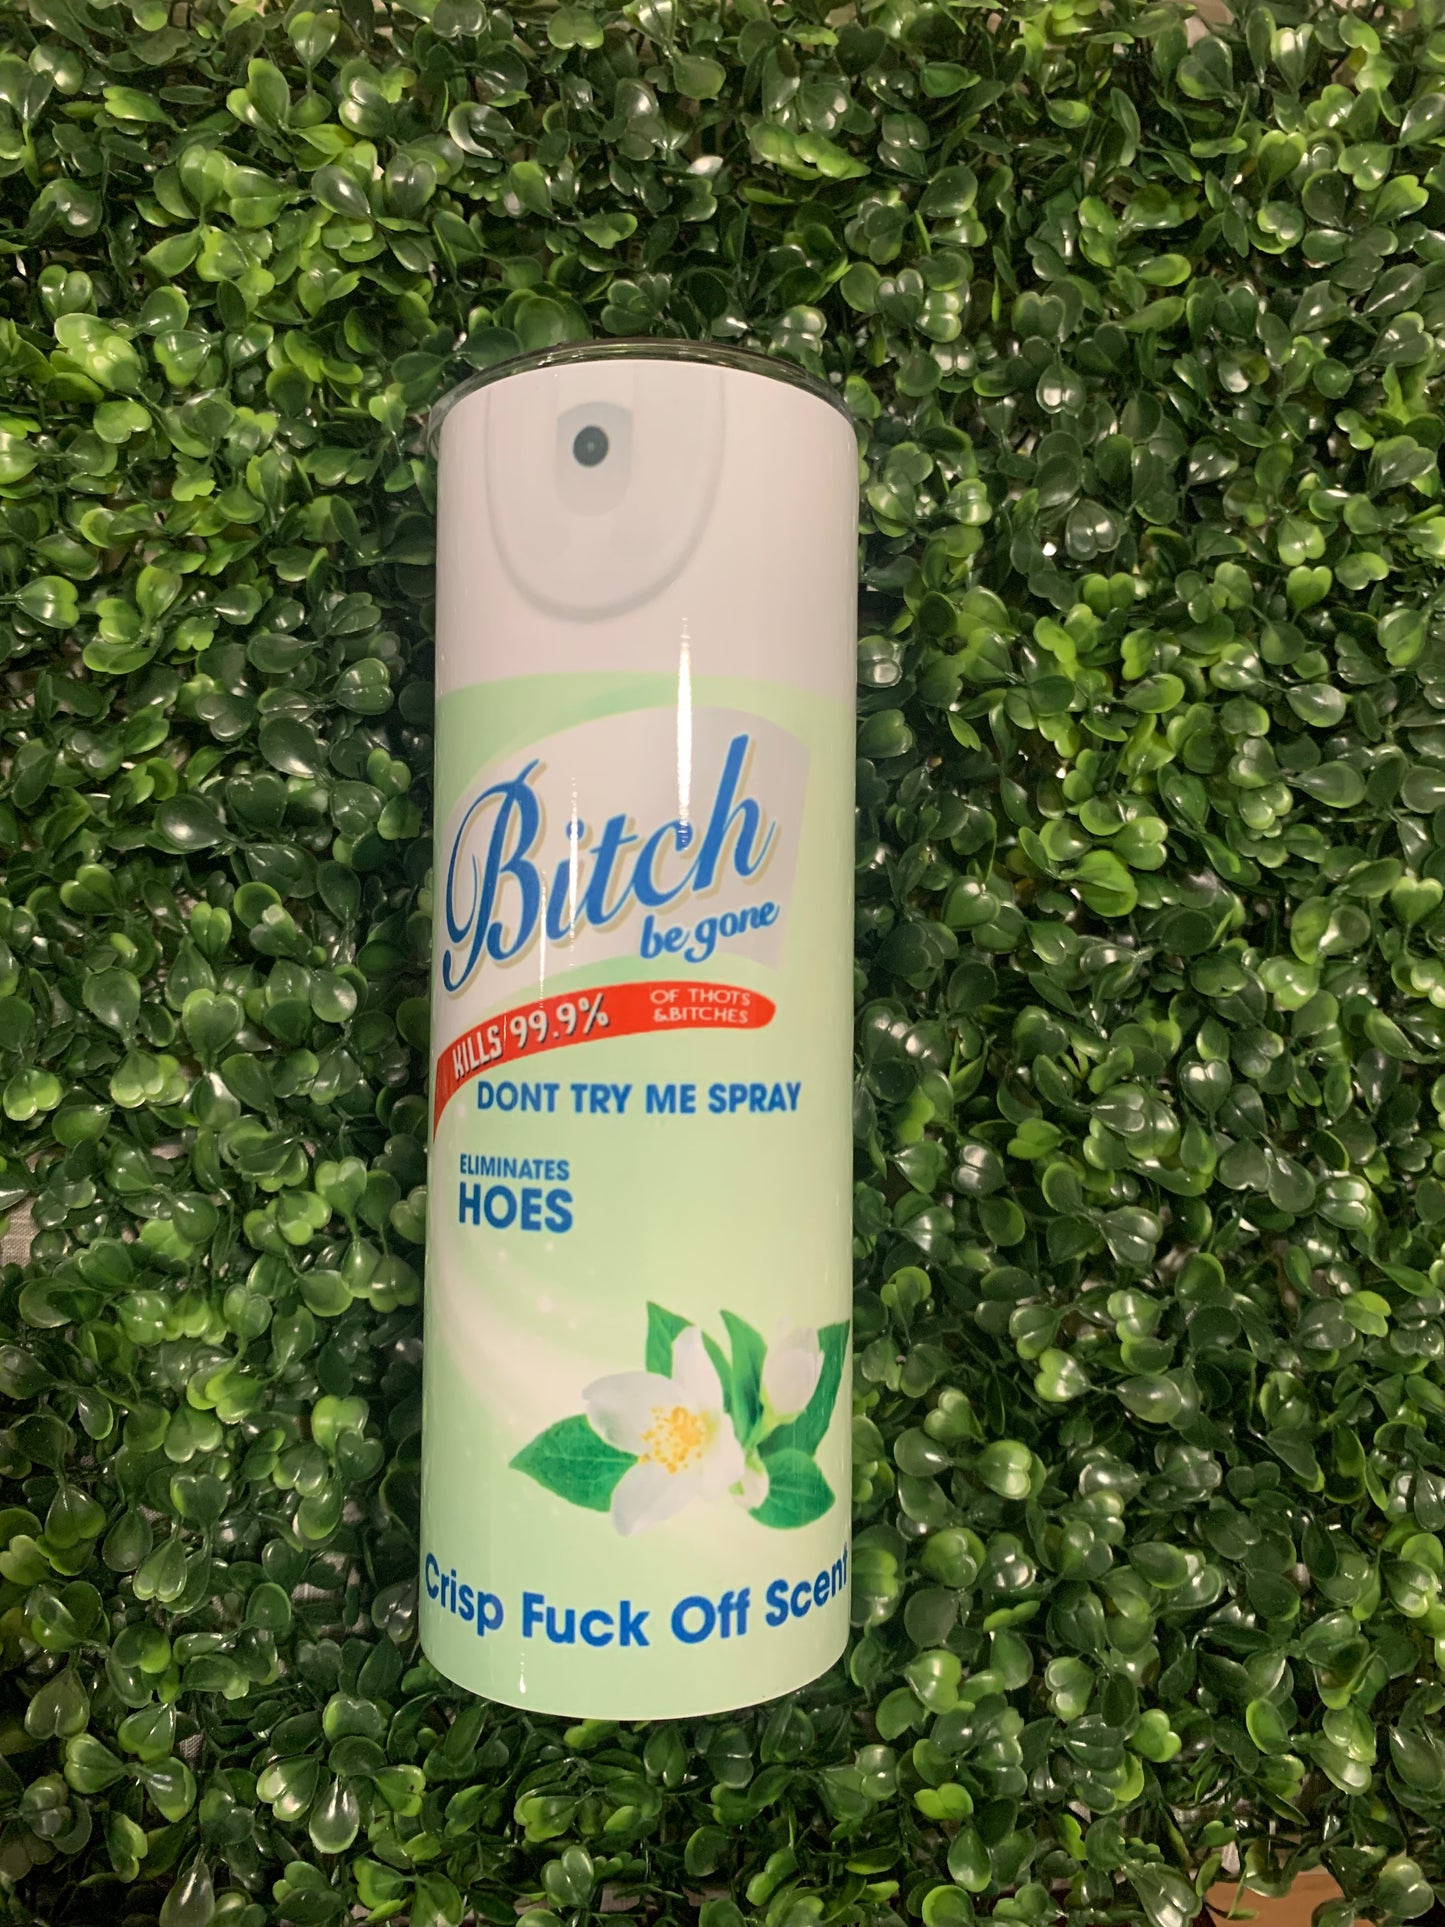 Bitch
be gone
KILLS 99.9% OF THOTS
&BITCHES
DONT TRY ME SPRAY
ELIMINATES
HOES
Crisp Fuck Off Scent